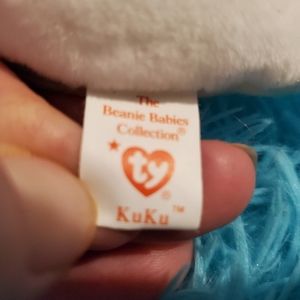 The
Beanie Babies
Collection®
ty
KuKu™